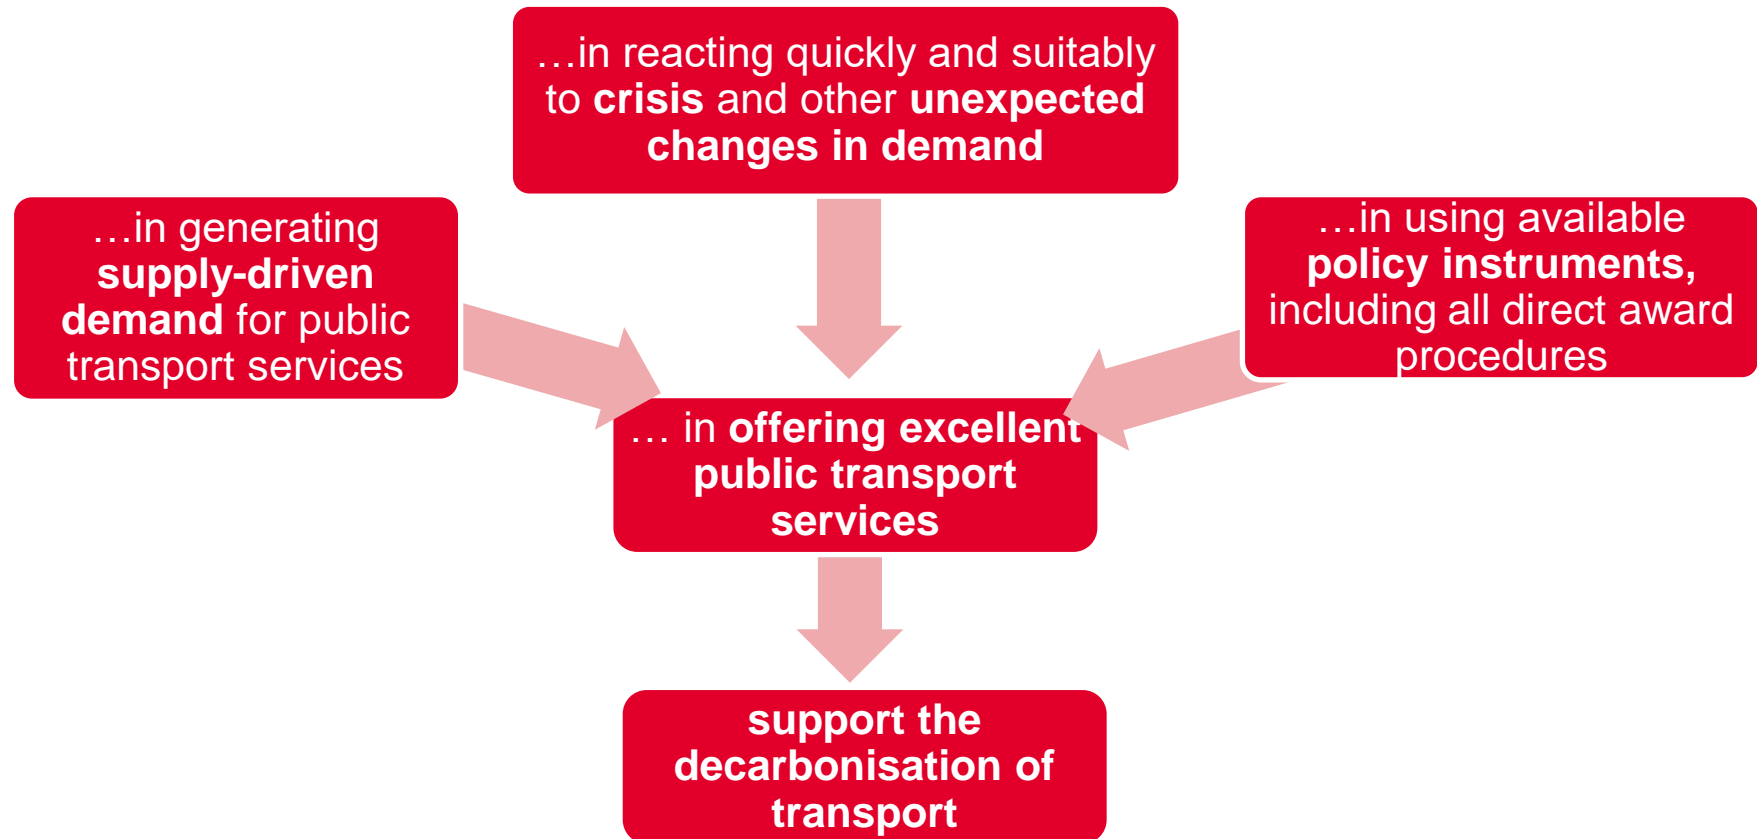 …in reacting quickly and suitably
to crisis and other unexpected
changes in demand
…in generating
supply-driven
demand for public
transport services
…in using available
policy instruments,
including all direct award
procedures
… in offering excellent
public transport
services
support the
decarbonisation of
transport